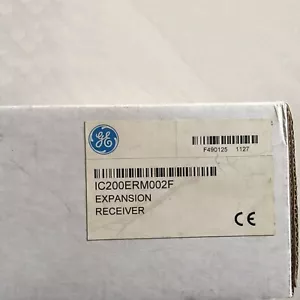 GE
F490125 1127
IC200ERM002F
EXPANSION
RECEIVER
CE